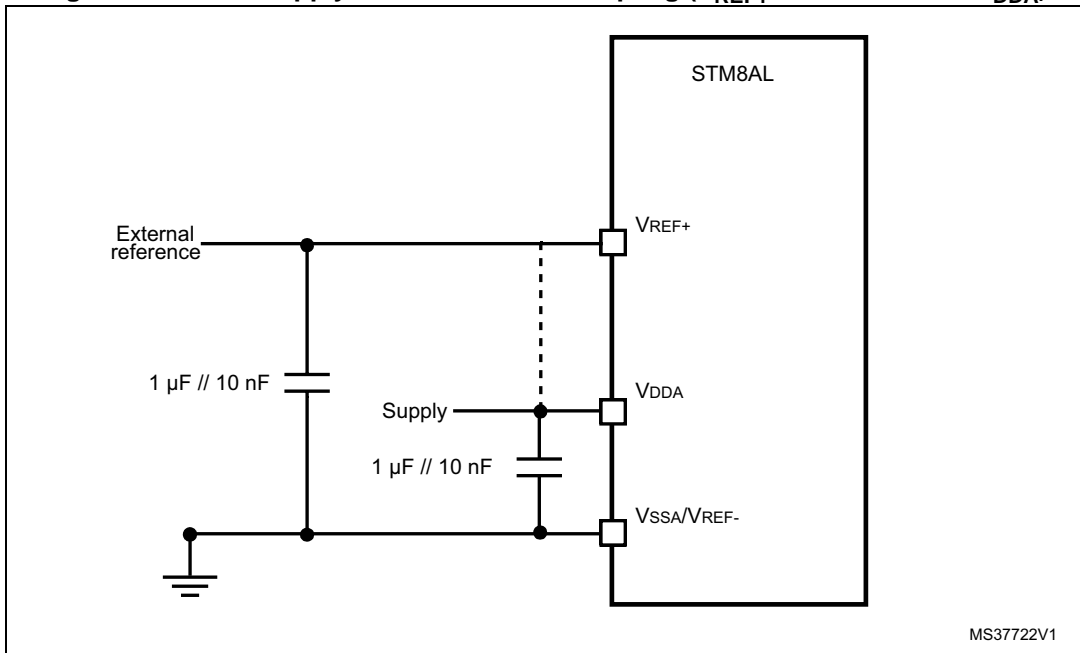 STM8AL
VREF+
External
reference
1 µF // 10 nF
VDDA
Supply
1 µF // 10 nF
VSSA/VREF-
MS37722V1